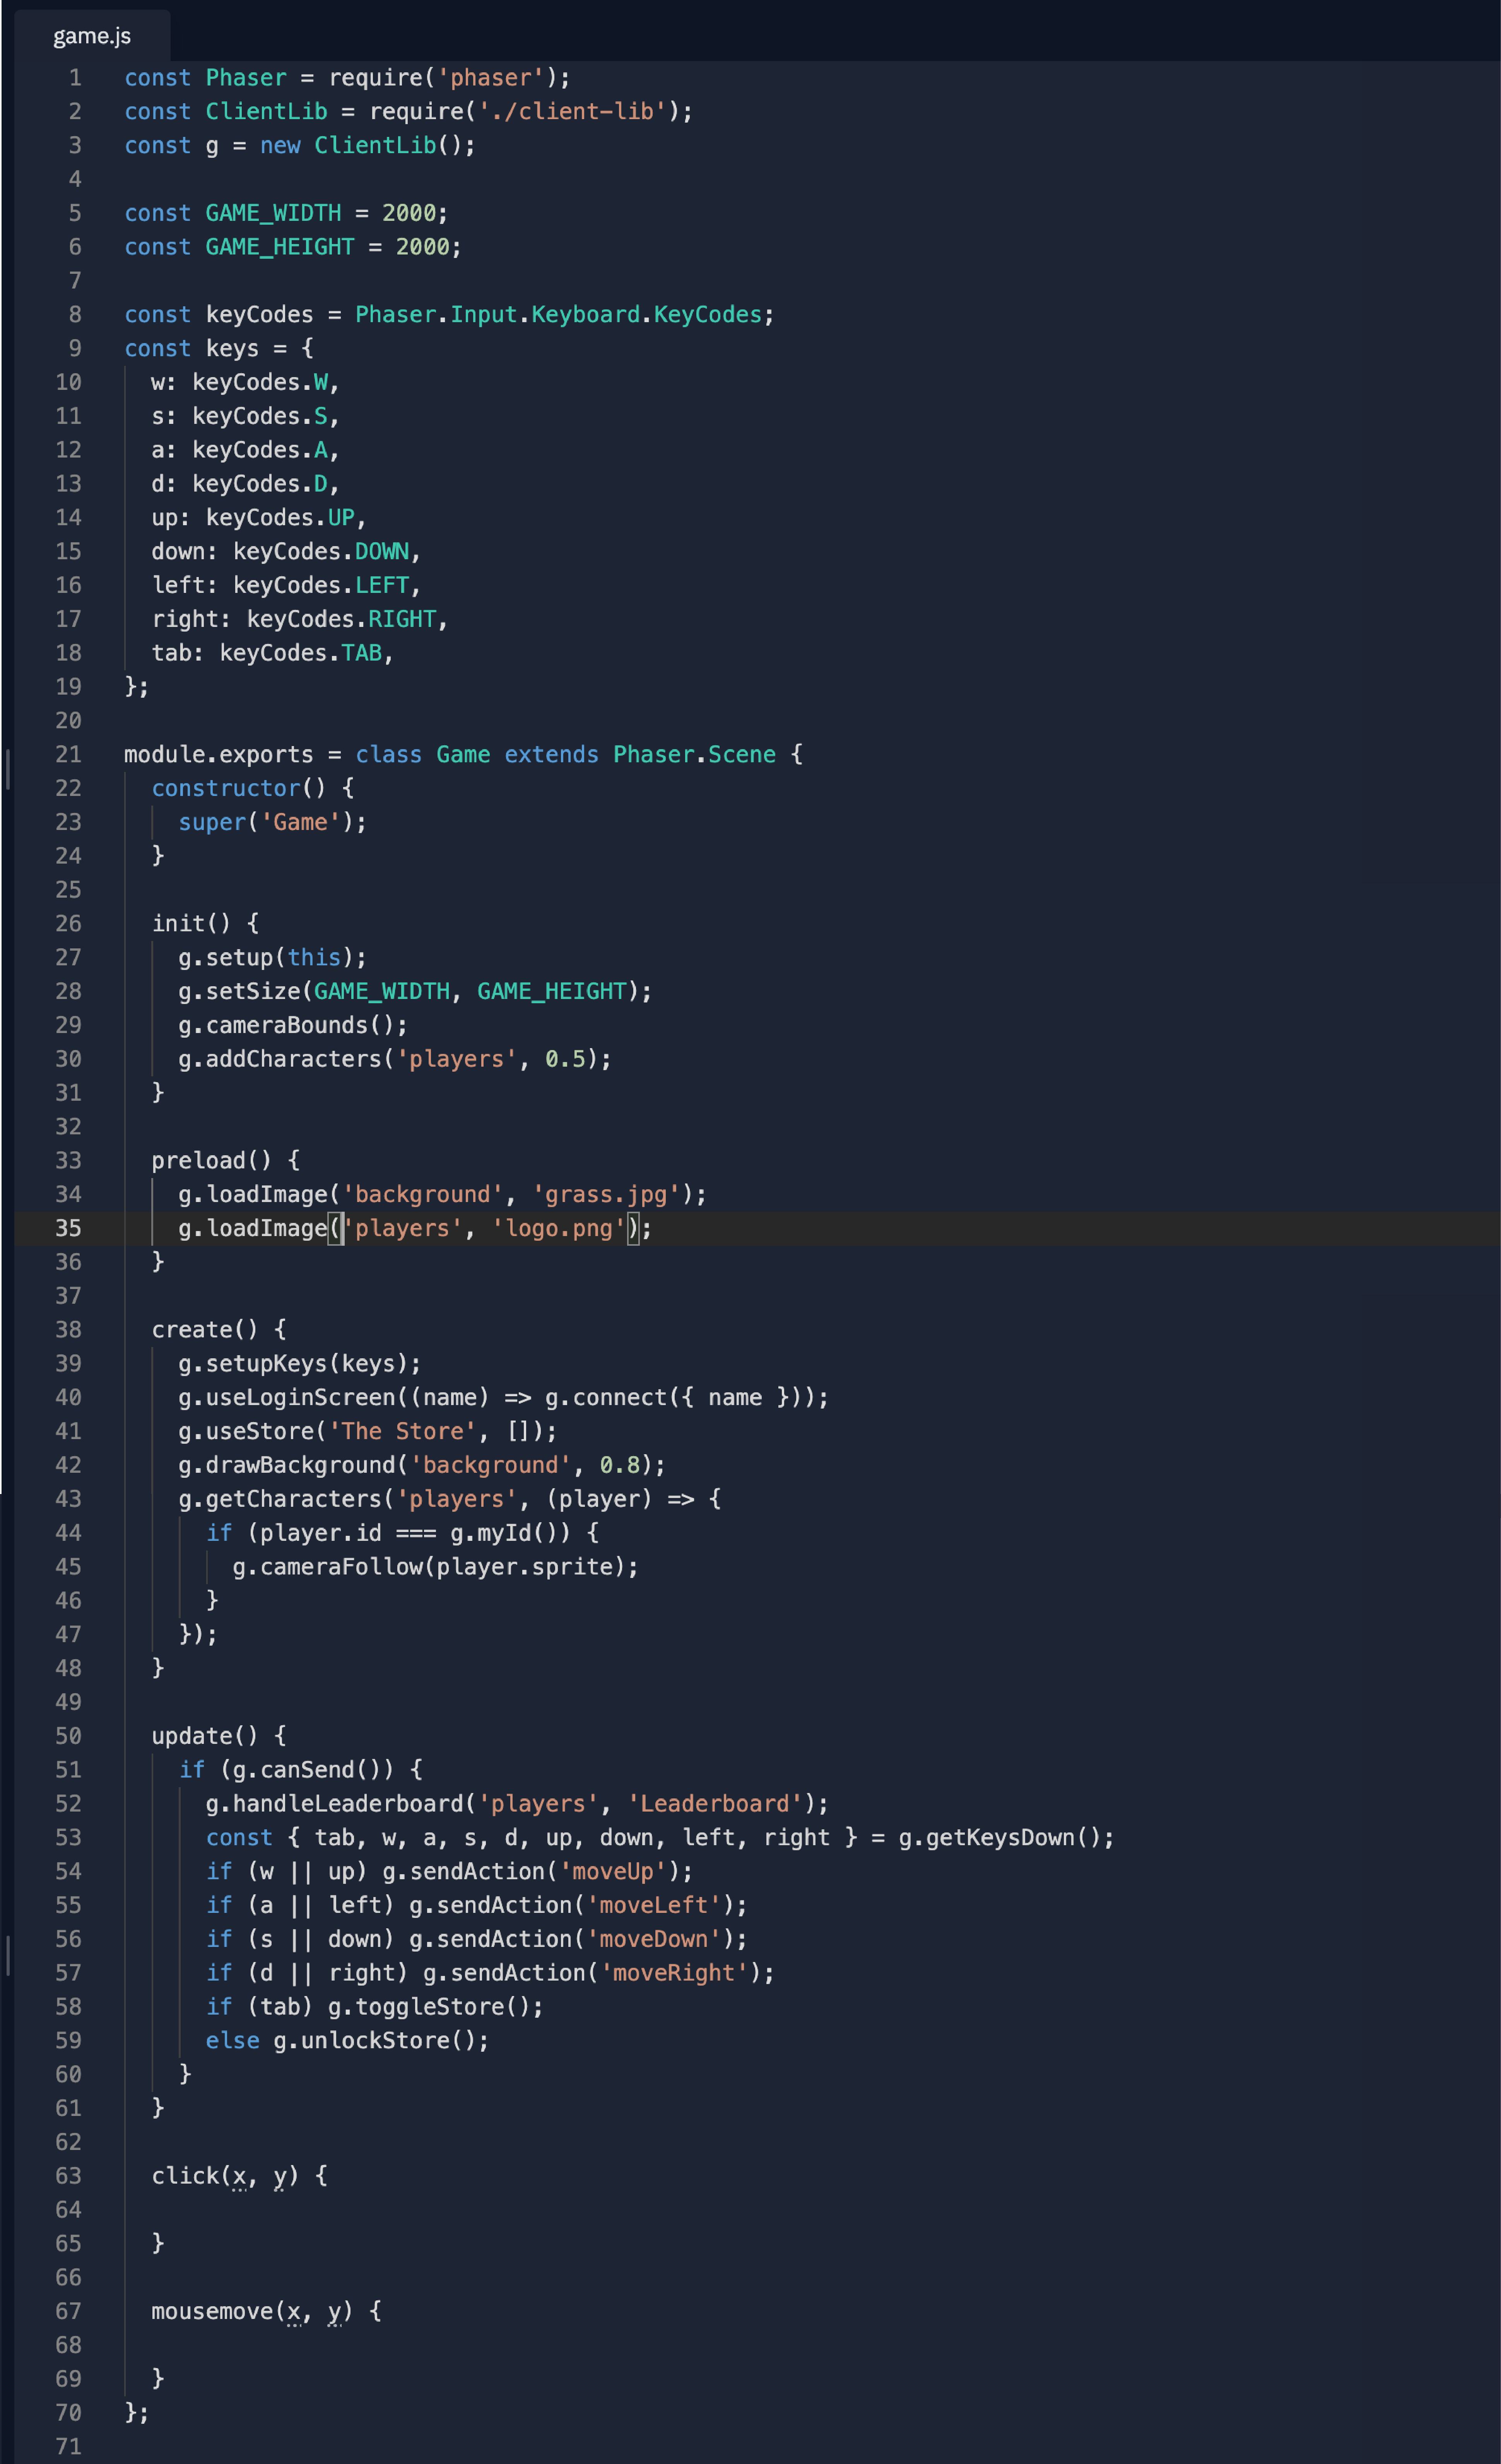 game.js
1 const Phaser = require('phaser');
2 const ClientLib = require('./client-lib');
3 const g = new ClientLib();
4
5 const GAME_WIDTH = 2000;
6 const GAME_HEIGHT = 2000;
7
8 const keyCodes = Phaser.Input.Keyboard.KeyCodes;
9 const keys = {
10   w: keyCodes.W,
11   s: keyCodes.S,
12   a: keyCodes.A,
13   d: keyCodes.D,
14   up: keyCodes.UP,
15   down: keyCodes.DOWN,
16   left: keyCodes.LEFT,
17   right: keyCodes.RIGHT,
18   tab: keyCodes.TAB,
19 };
20
21 module.exports = class Game extends Phaser.Scene {
22   constructor() {
23     super('Game');
24   }
25
26   init() {
27     g.setup(this);
28     g.setSize(GAME_WIDTH, GAME_HEIGHT);
29     g.cameraBounds();
30     g.addCharacters('players', 0.5);
31   }
32
33   preload() {
34     g.loadImage('background', 'grass.jpg');
35     g.loadImage('players', 'logo.png');
36   }
37
38   create() {
39     g.setupKeys(keys);
40     g.useLoginScreen((name) => g.connect({ name }));
41     g.useStore('The Store', []);
42     g.drawBackground('background', 0.8);
43     g.getCharacters('players', (player) => {
44       if (player.id === g.myId()) {
45         g.cameraFollow(player.sprite);
46       }
47     });
48   }
49
50   update() {
51     if (g.canSend()) {
52       g.handleLeaderboard('players', 'Leaderboard');
53       const { tab, w, a, s, d, up, down, left, right } = g.getKeysDown();
54       if (w || up) g.sendAction('moveUp');
55       if (a || left) g.sendAction('moveLeft');
56       if (s || down) g.sendAction('moveDown');
57       if (d || right) g.sendAction('moveRight');
58       if (tab) g.toggleStore();
59       else g.unlockStore();
60     }
61   }
62
63   click(x, y) {
64
65   }
66
67   mousemove(x, y) {
68
69   }
70 };
71